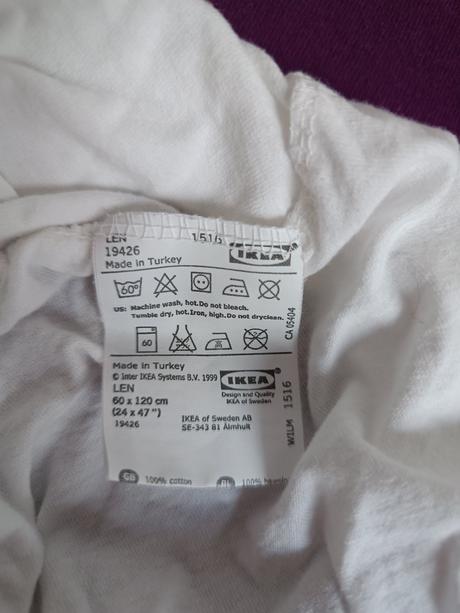 LEN 1516 IKEA
19426
Made in Turkey
60°
US: Machine wash, hot.Do not bleach.
Tumble dry, hot.Iron, high.Do not dryclean.
CA 05404
60
Made in Turkey
© Inter IKEA Systems B.V. 1999
LEN
60 x 120 cm
(24 x 47")
19426
IKEA
Design and Quality
IKEA of Sweden
IKEA of Sweden AB
SE-343 81 Älmhult
WILM 1516
GB 100% cotton
100%